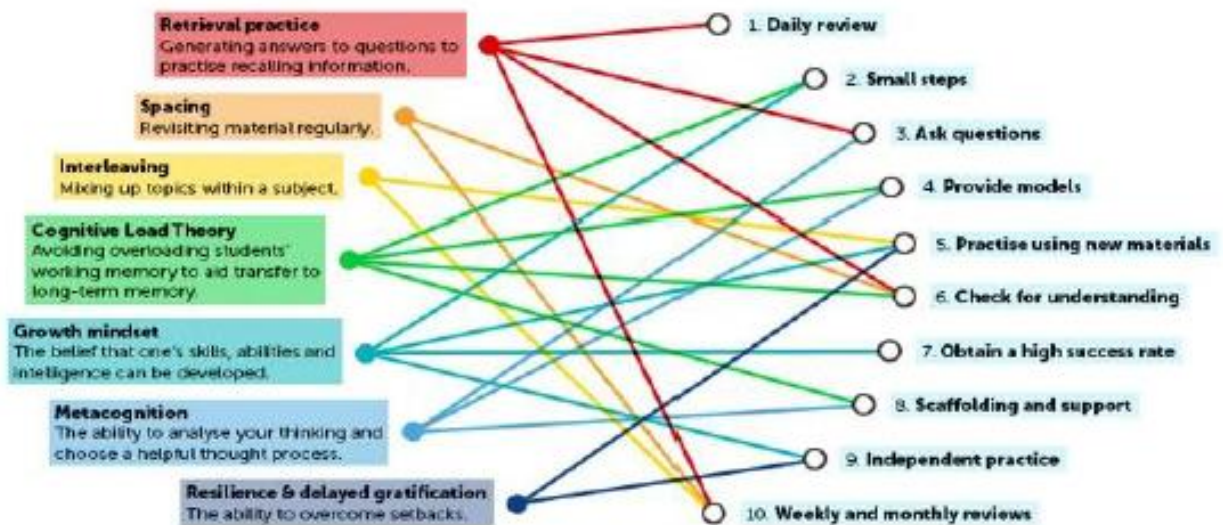 Retrieval practice
Generating answers to questions to
practise recalling information.
Spacing
Revisiting material regularly.
Interleaving
Mixing up topics within a subject.
Cognitive Load Theory
Avoiding overloading students'
working memory to aid transfer to
long-term memory.
Growth mindset
The belief that one's skills, abilities and
intelligence can be developed.
Metacognition
The ability to analyse your thinking and
choose a helpful thought process.
Resilience & delayed gratification
The ability to overcome setbacks.
1. Daily review
2. Small steps
3. Ask questions
4. Provide models
5. Practise using new materials
6. Check for understanding
7. Obtain a high success rate
8. Scaffolding and support
9. Independent practice
10. Weekly and monthly reviews